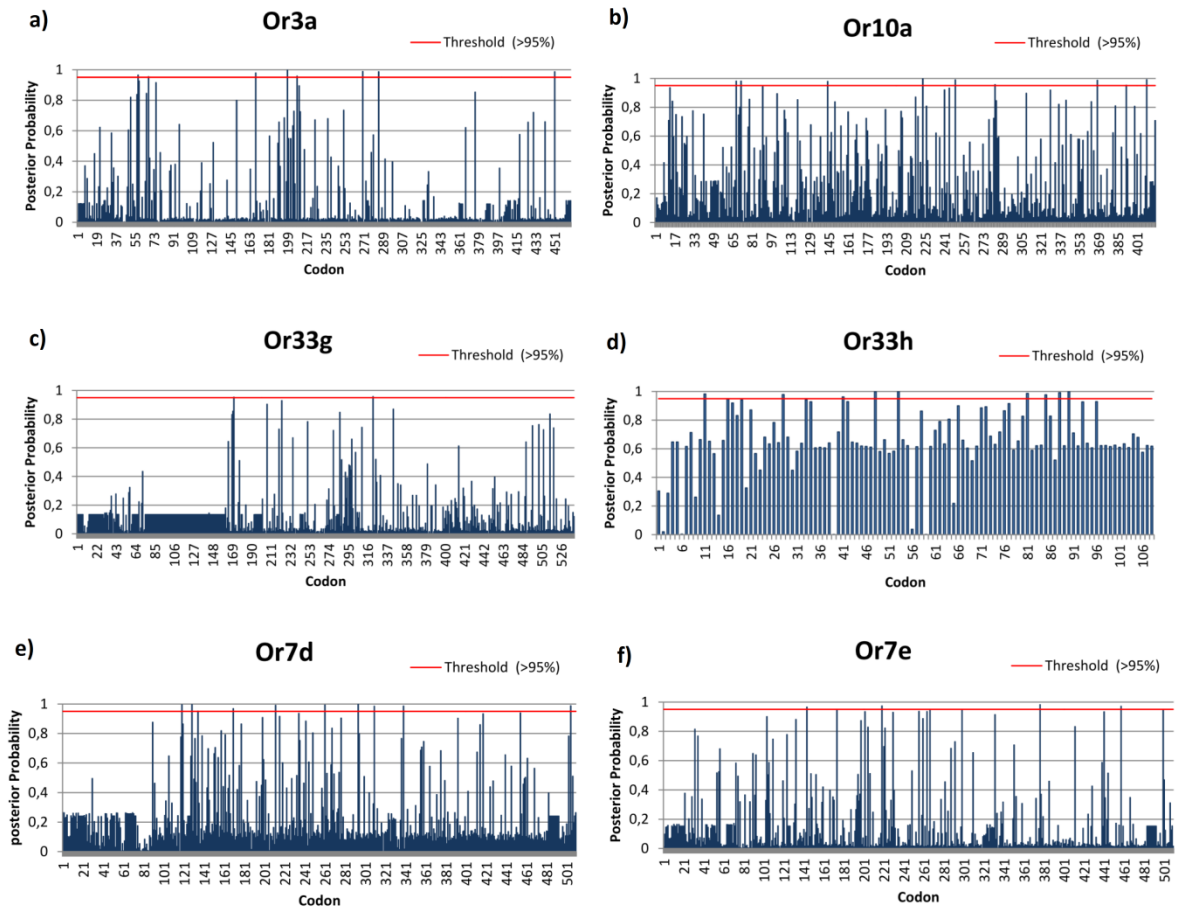 a)
Or3a
Threshold (>95%)
Posterior Probability
1
0,8
0,6
0,4
0,2
0
1 19 37 55 73 91 109 127 145 163 181 199 217 235 253 271 289 307 325 343 361 379 397 415 433 451
Codon
b)
Or10a
Threshold (>95%)
Posterior Probability
1
0,8
0,6
0,4
0,2
0
1 17 33 49 65 81 97 113 129 145 161 177 193 209 225 241 257 273 289 305 321 337 353 369 385 401
Codon
c)
Or33g
Threshold (>95%)
Posterior Probability
1
0,8
0,6
0,4
0,2
0
1 22 43 64 85 106 127 148 169 190 211 232 253 274 295 316 337 358 379 400 421 442 463 484 505 526
Codon
d)
Or33h
Threshold (>95%)
Posterior Probability
1
0,8
0,6
0,4
0,2
0
1 6 11 16 21 26 31 36 41 46 51 56 61 66 71 76 81 86 91 96 101 106
Codon
e)
Or7d
Threshold (>95%)
posterior Probability
1
0,8
0,6
0,4
0,2
0
1 21 41 61 81 101 121 141 161 181 201 221 241 261 281 301 321 341 361 381 401 421 441 461 481 501
Codon
f)
Or7e
Threshold (>95%)
Posterior Probability
1
0,8
0,6
0,4
0,2
0
1 21 41 61 81 101 121 141 161 181 201 221 241 261 281 301 321 341 361 381 401 421 441 461 481 501
Codon